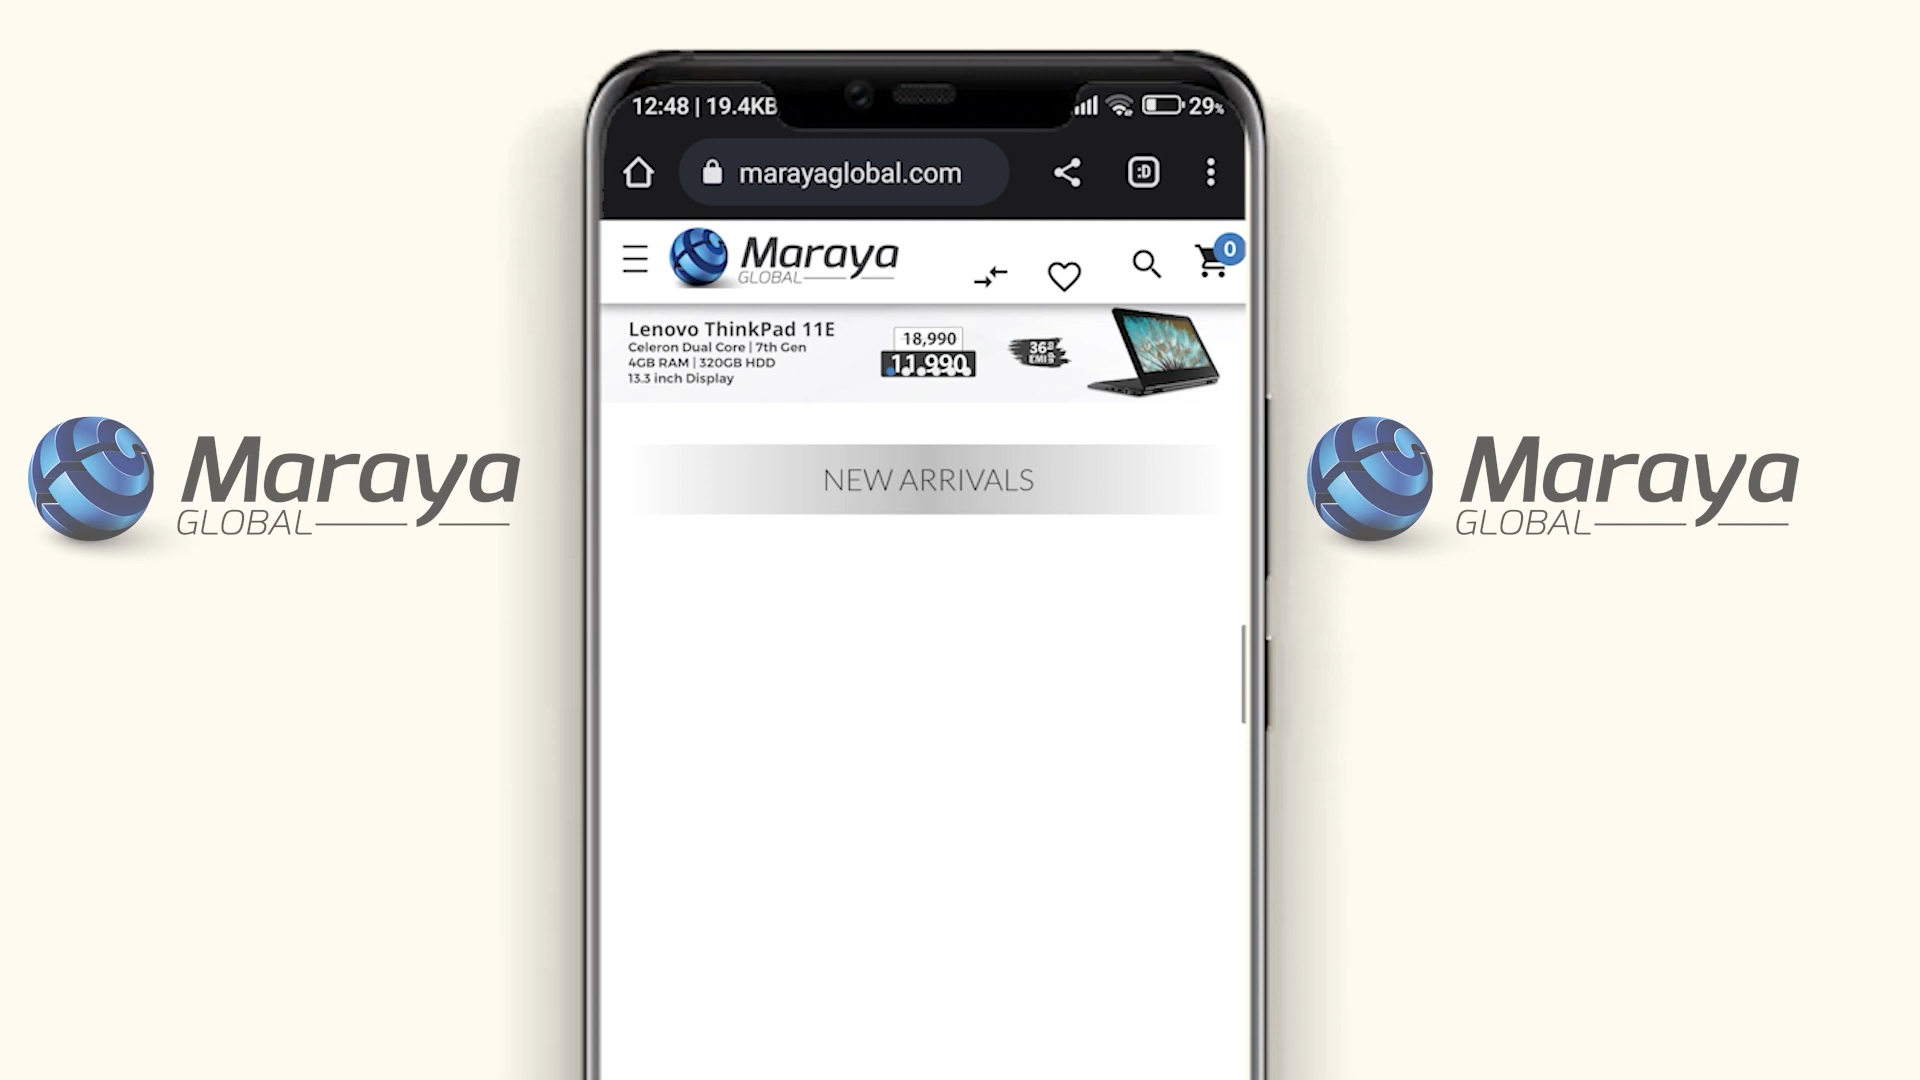 12:48 | 19.4KB
29%
:D
marayaglobal.com
Maraya
GLOBAL
0
Lenovo ThinkPad 11E
Celeron Dual Core | 7th Gen
4GB RAM | 320GB HDD
13.3 inch Display
18,990
11,990
EMI
NEW ARRIVALS
Maraya
GLOBAL
Maraya
GLOBAL